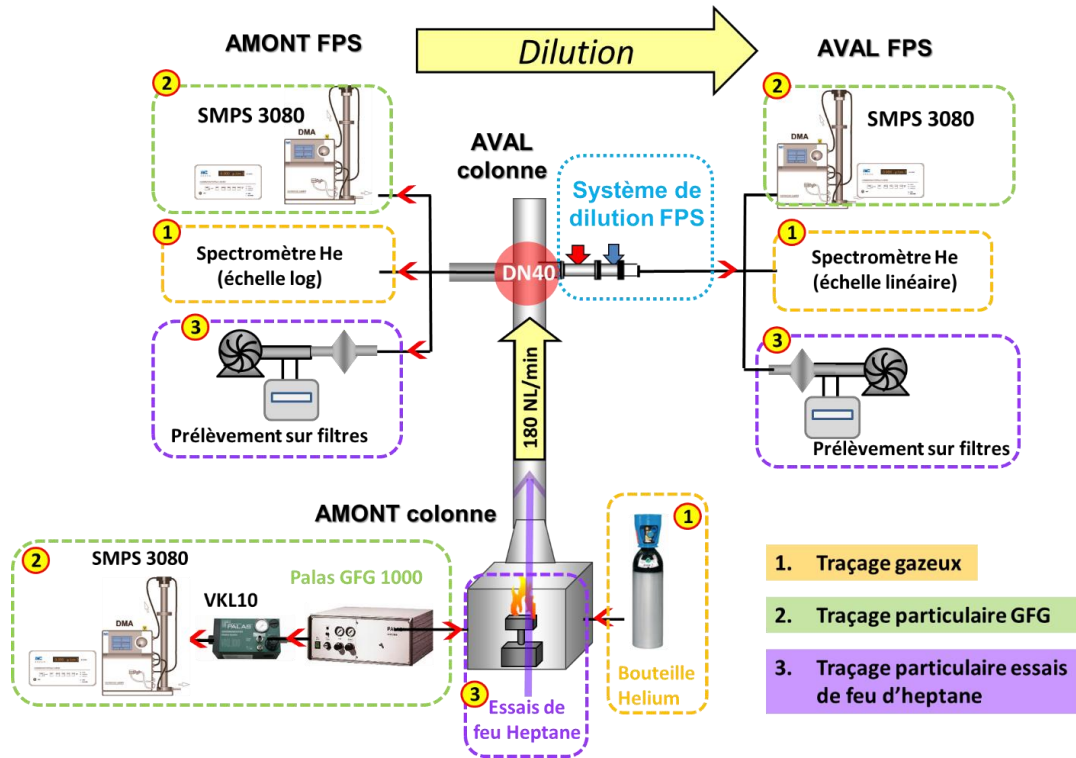 AMONT FPS
Dilution
AVAL FPS
2
SMPS 3080
DMA
AVAL
colonne
Système de
dilution FPS
2
SMPS 3080
DMA
1
Spectromètre He
(échelle log)
DN40
1
Spectromètre He
(échelle linéaire)
3
Prélèvement sur filtres
180 NL/min
3
Prélèvement sur filtres
AMONT colonne
2
SMPS 3080
DMA
VKL10
PALAS
Palas GFG 1000
3
Essais de
feu Heptane
1
Bouteille
Helium
1. Traçage gazeux
2. Traçage particulaire GFG
3. Traçage particulaire essais
de feu d'heptane